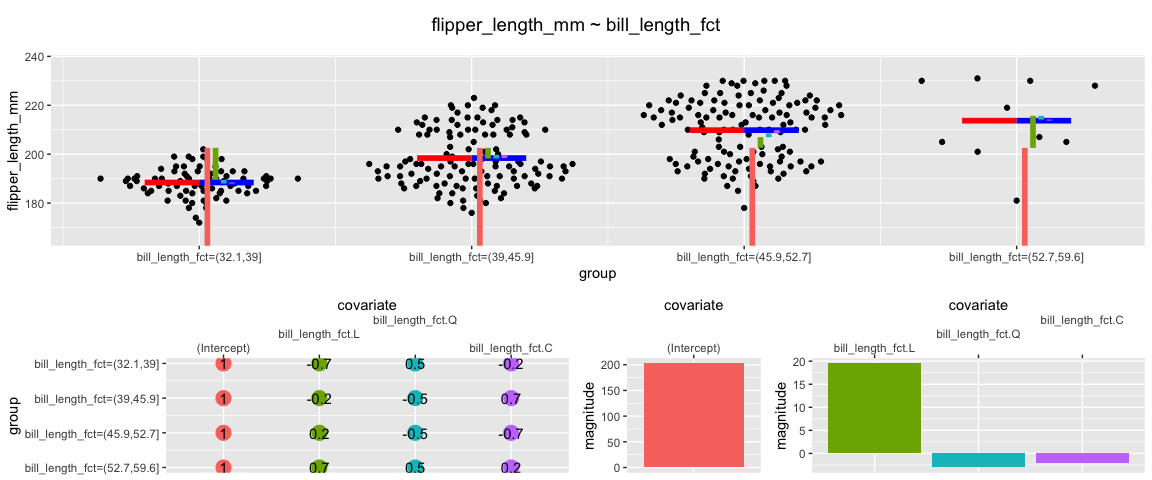 flipper_length_mm ~ bill_length_fct
flipper_length_mm
240
220
200
180
bill_length_fct=(32.1,39]
bill_length_fct=(39,45.9]
bill_length_fct=(45.9,52.7]
bill_length_fct=(52.7,59.6]
group
covariate
bill_length_fct.Q
bill_length_fct.L
(Intercept)
bill_length_fct.C
group
bill_length_fct=(32.1,39] 1 -0.7 0.5 -0.2
bill_length_fct=(39,45.9] 1 -0.2 -0.5 0.7
bill_length_fct=(45.9,52.7] 1 0.2 -0.5 -0.7
bill_length_fct=(52.7,59.6] 1 0.7 0.5 0.2
covariate
(Intercept)
magnitude
200
150
100
50
0
covariate
bill_length_fct.C
bill_length_fct.Q
bill_length_fct.L
magnitude
20
15
10
5
0